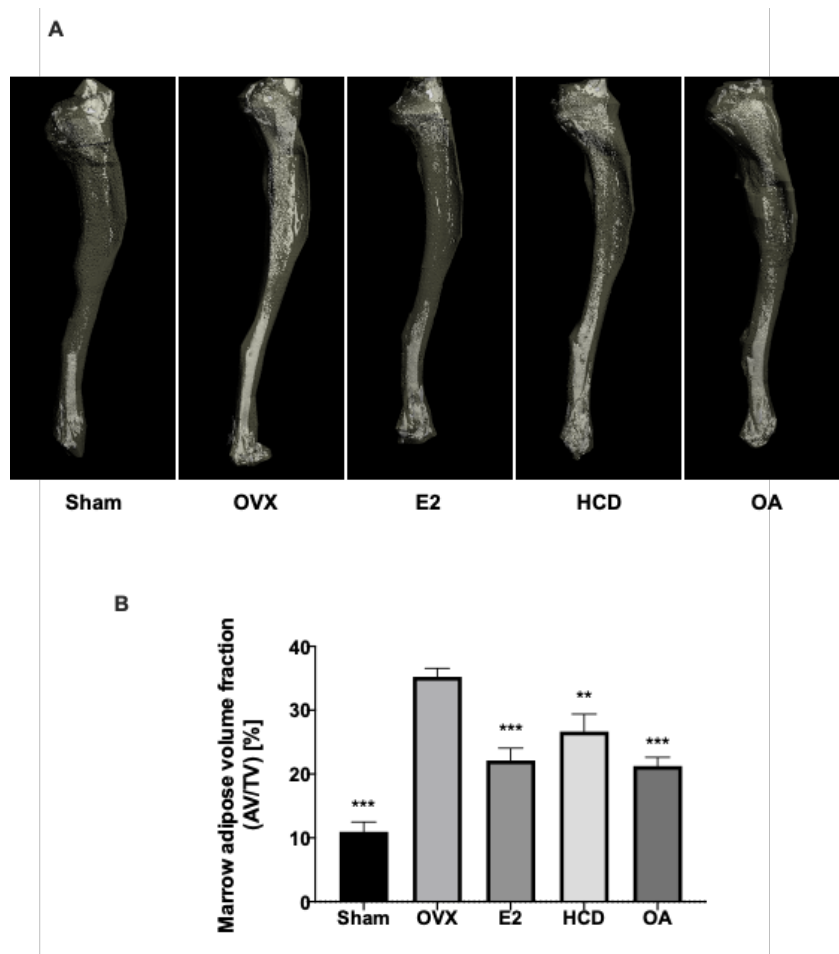 A
Sham OVX E2 HCD OA
B
Marrow adipose volume fraction
(AV/TV) [%]
40
30
20
10
0
***
***
**
***
Sham OVX E2 HCD OA